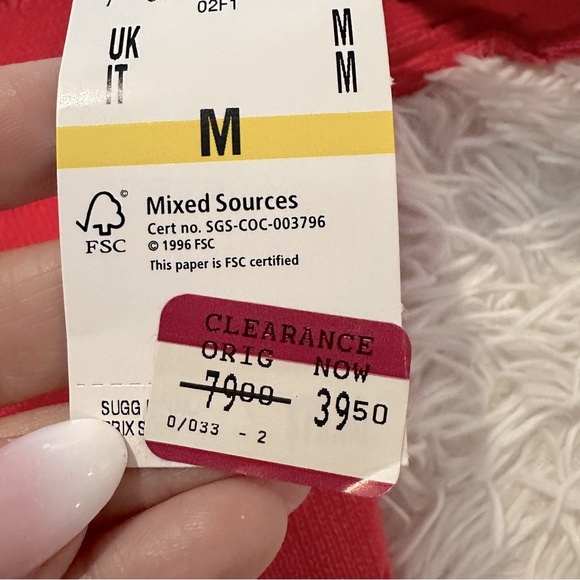 02F1
UK M
IT M
M
FSC ©
Mixed Sources
Cert no. SGS-COC-003796
© 1996 FSC
This paper is FSC certified
CLEARANCE
ORIG NOW
7900 3950
0/033 - 2
SUGG